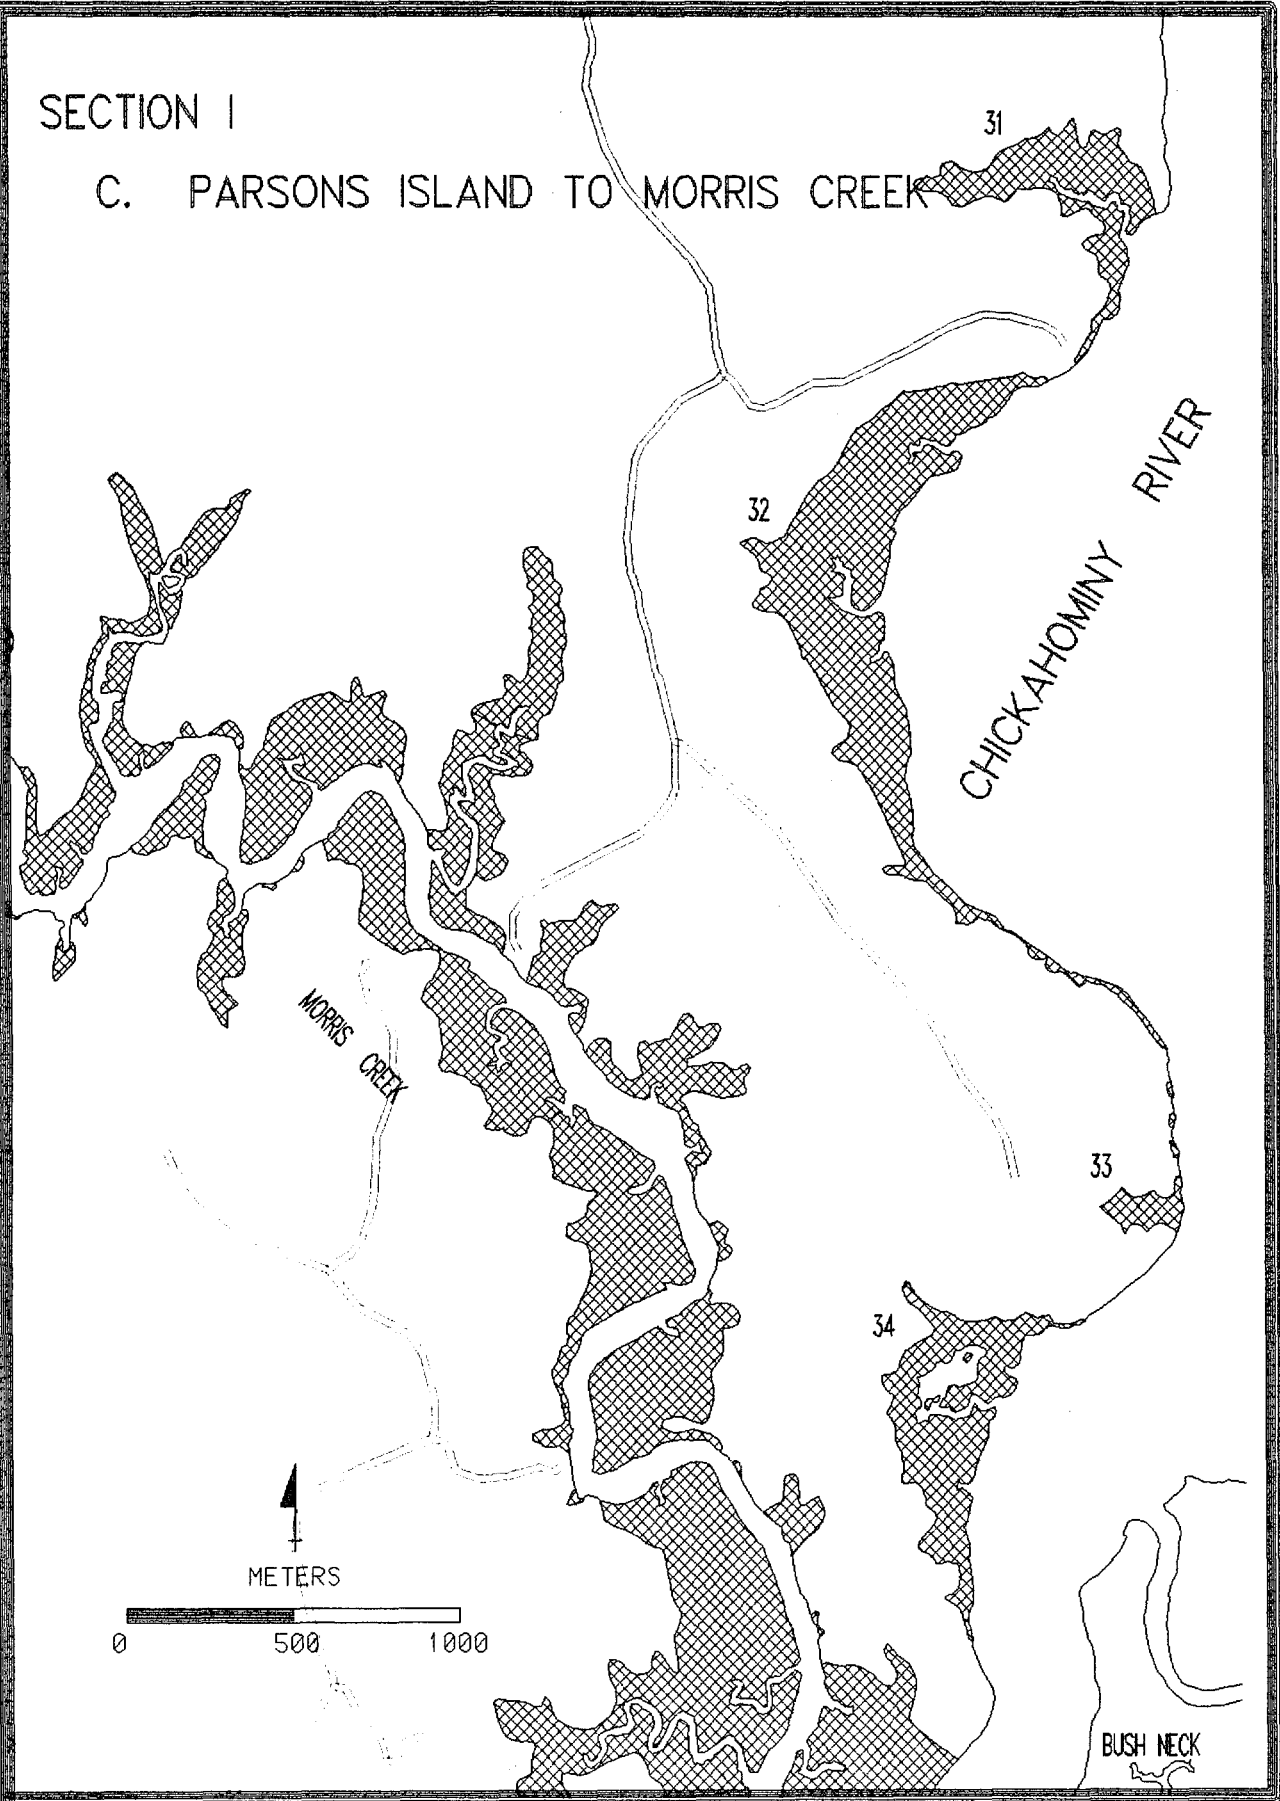 SECTION I
C. PARSONS ISLAND TO MORRIS CREEK
31
32
CHICKAHOMINY RIVER
MORRIS CREEK
33
34
METERS
0 500 1000
BUSH NECK